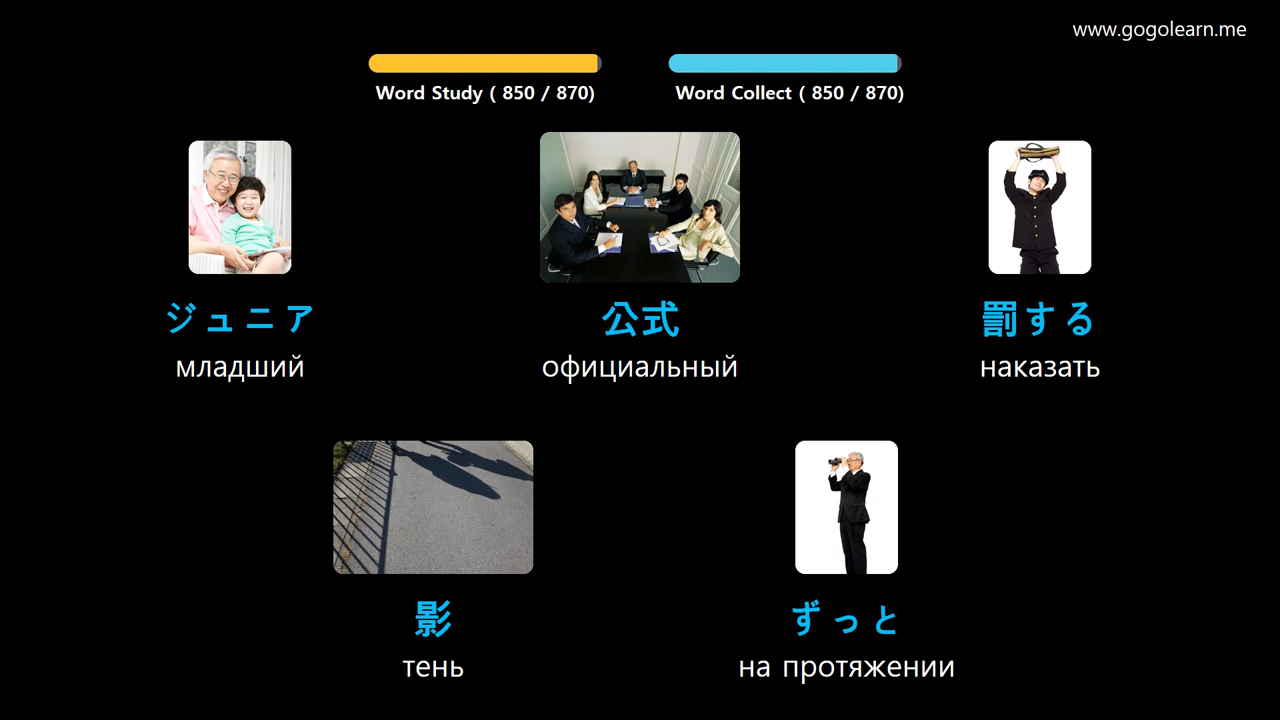 www.gogolearn.me
Word Study ( 850 / 870)
Word Collect ( 850 / 870)
ジュニア
младший
公式
официальный
罰する
наказать
影
тень
ずっと
на протяжении